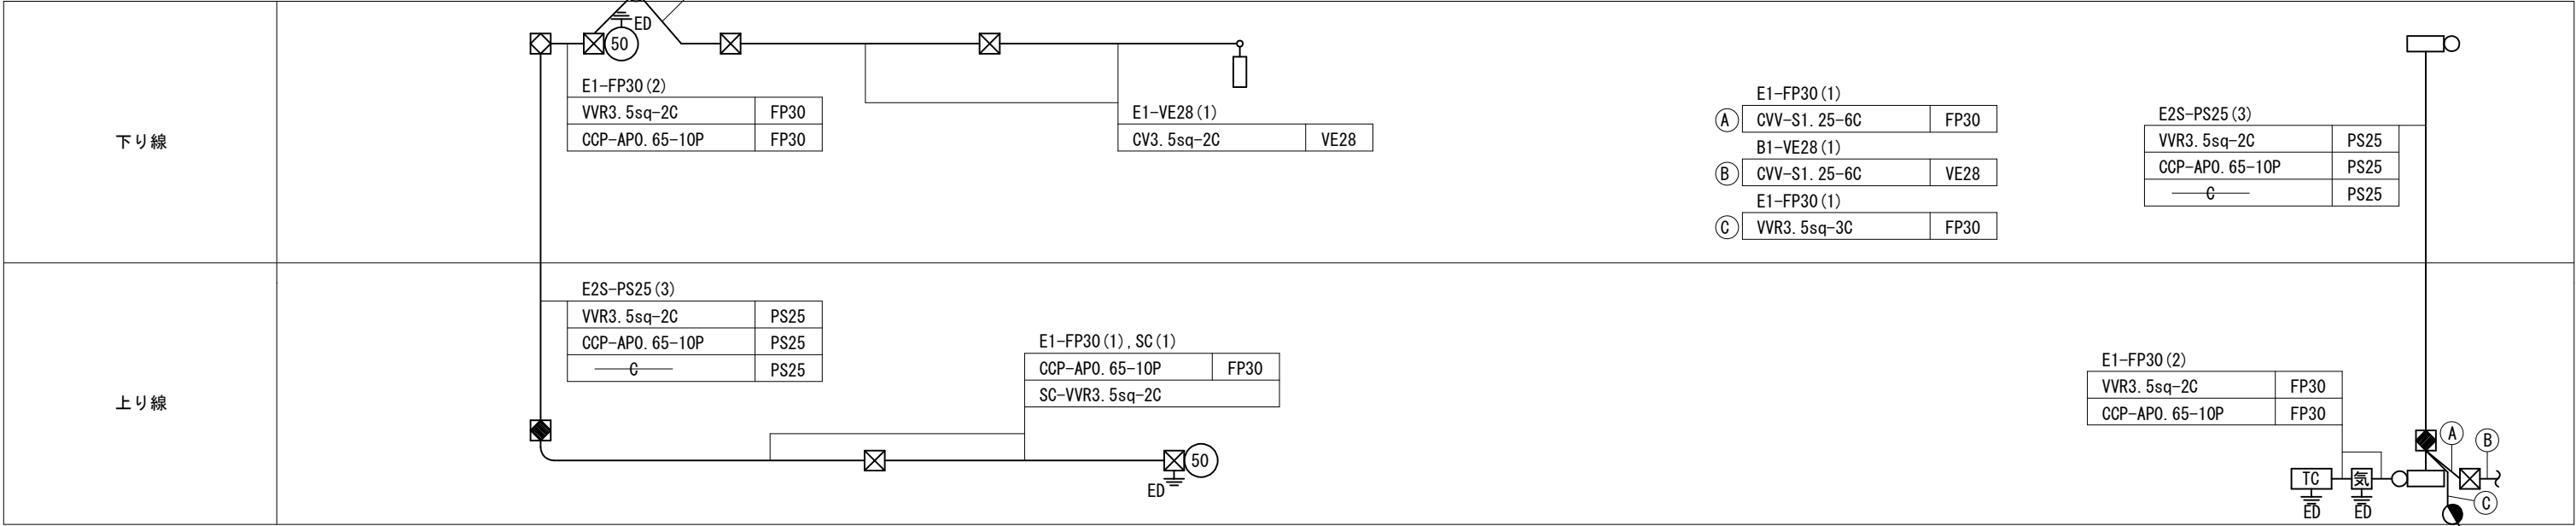 下り線
ED
50
E1-FP30(2)
VVR3.5sq-2C FP30
CCP-AP0.65-10P FP30
E1-VE28(1)
CV3.5sq-2C VE28
E1-FP30(1)
A CVV-S1.25-6C FP30
B1-VE28(1)
B CVV-S1.25-6C VE28
E1-FP30(1)
C VVR3.5sq-3C FP30
E2S-PS25(3)
VVR3.5sq-2C PS25
CCP-AP0.65-10P PS25
C PS25
上り線
E2S-PS25(3)
VVR3.5sq-2C PS25
CCP-AP0.65-10P PS25
C PS25
E1-FP30(1),SC(1)
CCP-AP0.65-10P FP30
SC-VVR3.5sq-2C
50
ED
E1-FP30(2)
VVR3.5sq-2C FP30
CCP-AP0.65-10P FP30
A
B
TC
気
C
ED
ED